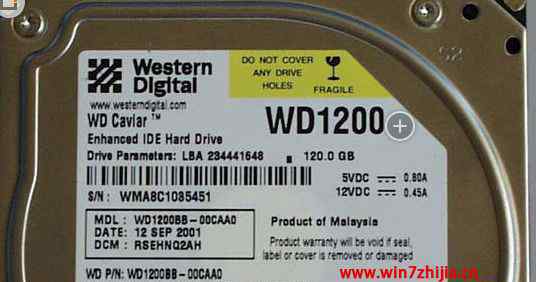 Western
Digital
www.westerndigital.com
DO NOT COVER
ANY DRIVE
HOLES
FRAGILE
WD Caviar™
WD1200
Enhanced IDE Hard Drive
Drive Parameters: LBA 234441648 . 120.0 GB
5VDC 0.80A
12VDC 0.45A
S/N: WMA8C1085451
MDL: WD1200BB-00CAA0
DATE: 12 SEP 2001
DCM: RSEHNQ2AH
Product of Malaysia
Product warranty will be void if seal,
label or cover is removed or damaged
WD P/N: WD1200BB-00CAA0
www.win7zhijia.cn
S2